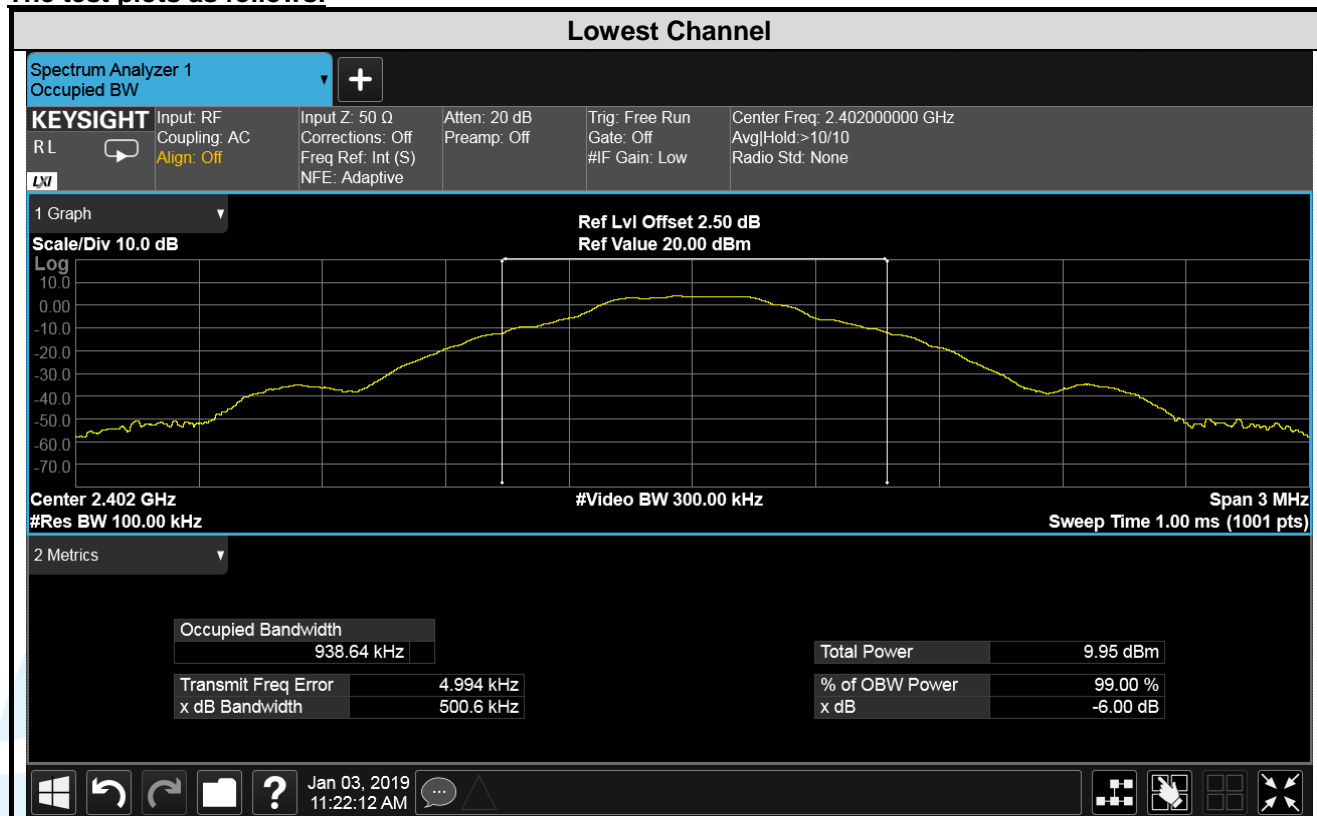 The test plots as follows:
Lowest Channel
Spectrum Analyzer 1
Occupied BW
+
KEYSIGHT
R L
LXI
Input: RF
Coupling: AC
Align: Off
Input Z: 50 Ω
Corrections: Off
Freq Ref: Int (S)
NFE: Adaptive
Atten: 20 dB
Preamp: Off
Trig: Free Run
Gate: Off
#IF Gain: Low
Center Freq: 2.402000000 GHz
Avg|Hold:>10/10
Radio Std: None
1 Graph
Ref Lvl Offset 2.50 dB
Scale/Div 10.0 dB
Ref Value 20.00 dBm
Log
10.0
0.00
-10.0
-20.0
-30.0
-40.0
-50.0
-60.0
-70.0
Center 2.402 GHz
#Video BW 300.00 kHz
Span 3 MHz
#Res BW 100.00 kHz
Sweep Time 1.00 ms (1001 pts)
2 Metrics
Occupied Bandwidth
938.64 kHz
Total Power 9.95 dBm
Transmit Freq Error 4.994 kHz
% of OBW Power 99.00 %
x dB Bandwidth 500.6 kHz
x dB -6.00 dB
?
Jan 03, 2019
11:22:12 AM